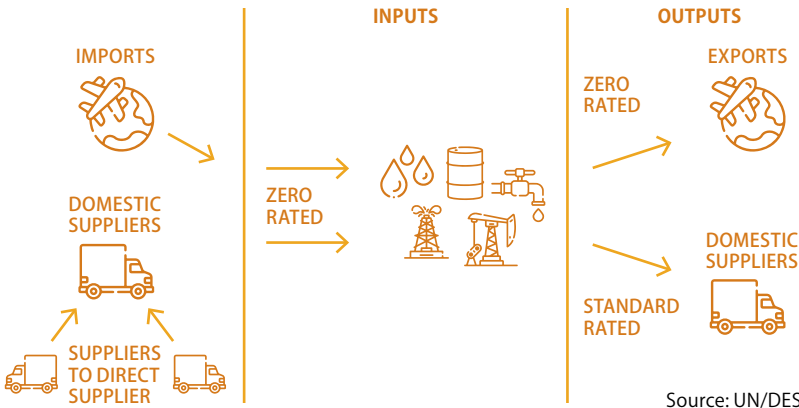 INPUTS
OUTPUTS
IMPORTS
DOMESTIC
SUPPLIERS
SUPPLIERS
TO DIRECT
SUPPLIER
ZERO
RATED
ZERO
RATED
EXPORTS
STANDARD
RATED
DOMESTIC
SUPPLIERS
Source: UN/DES